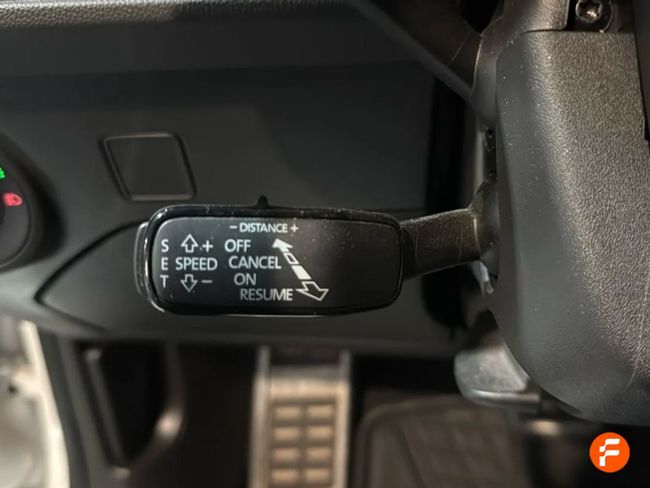 - DISTANCE +
S ⇧+ OFF
E SPEED CANCEL
T ⇩- ON
RESUME